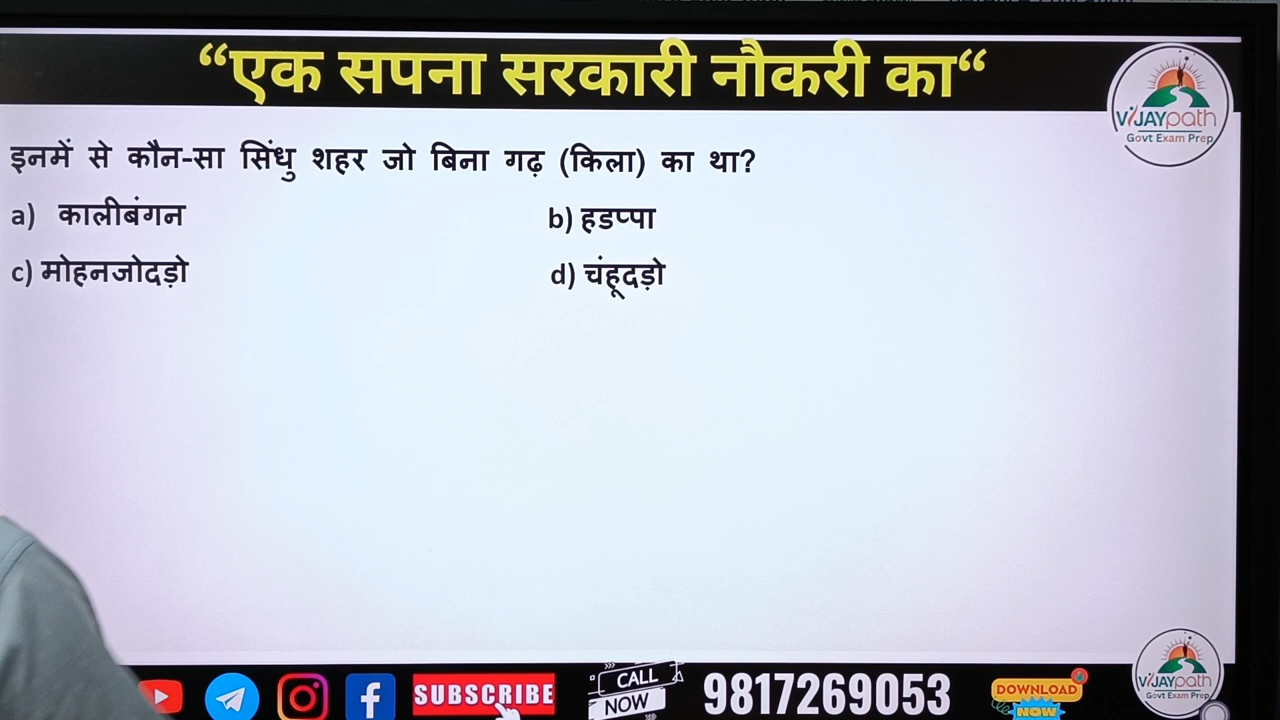 “एक सपना सरकारी नौकरी का“
VIJAYpath
Govt Exam Prep
इनमें से कौन-सा सिंधु शहर जो बिना गढ़ (किला) का था?
a) कालीबंगन b) हडप्पा
c) मोहनजोदड़ो d) चंहूदड़ो
SUBSCRIBE
CALL
NOW
9817269053
DOWNLOAD
NOW
VIJAYpath
Govt Exam Prep